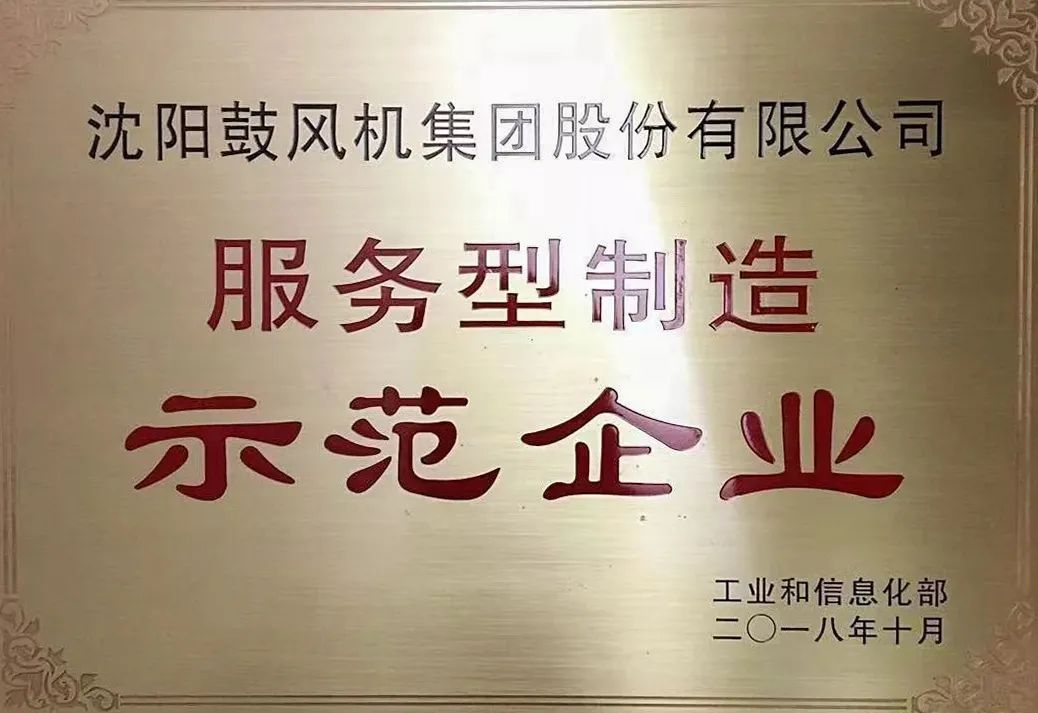 沈阳鼓风机集团股份有限公司
服务型制造
示范企业
工业和信息化部
二〇一八年十月